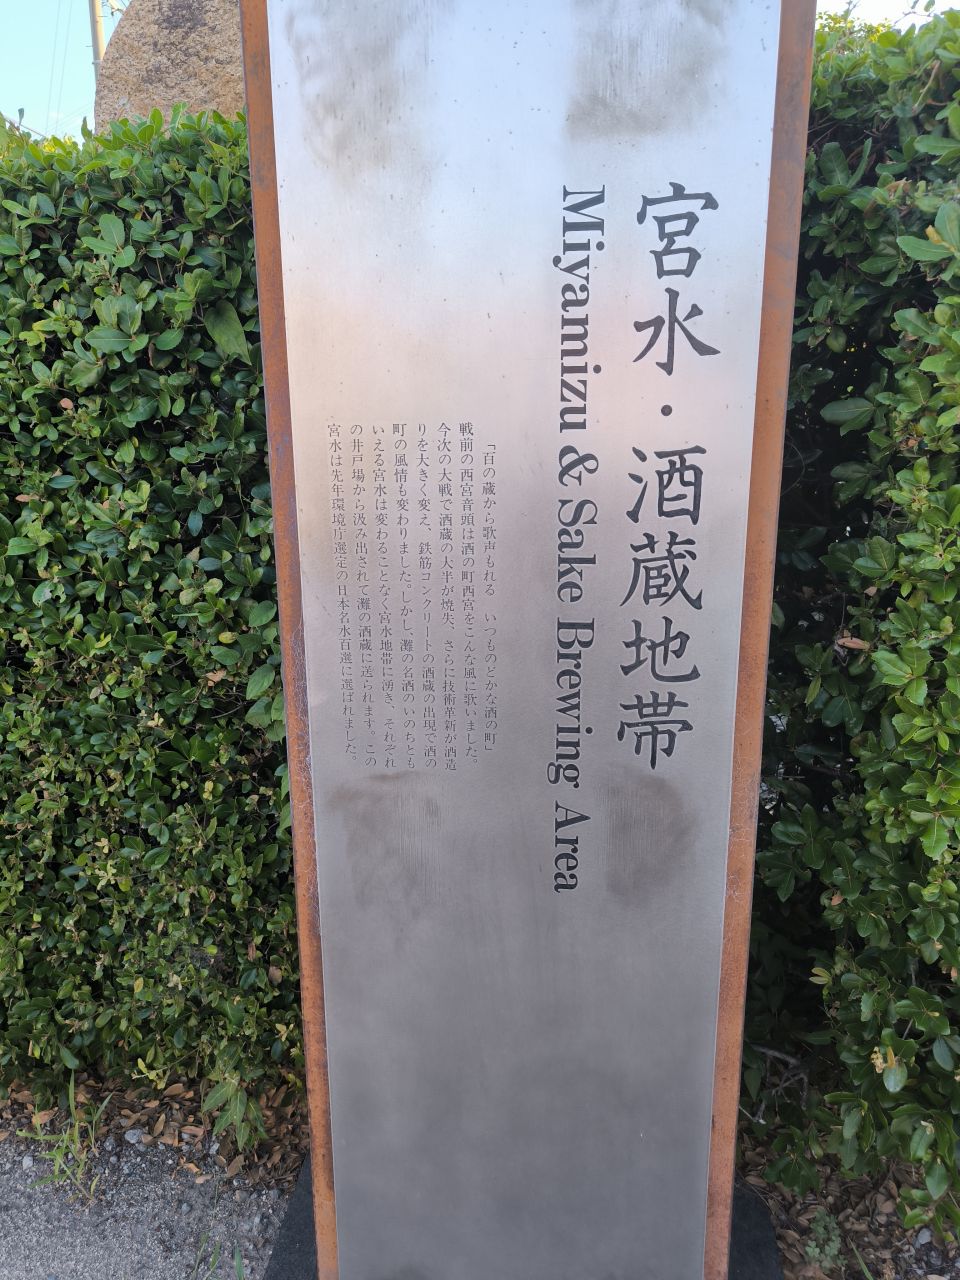 宮水・酒蔵地帯
Miyamizu & Sake Brewing Area
「百の蔵から歌声もれる　いつものどかな酒の町」
戦前の西宮音頭は酒の町西宮をこんな風に歌いました。
今次の大戦で酒蔵の大半が焼失、さらに技術革新が酒造
りを大きく変え、鉄筋コンクリートの酒蔵の出現で酒の
町の風情も変わりました。しかし、灘の名酒のいのちとも
いえる宮水は変わることなく宮水地帯に湧き、それぞれ
の井戸場から汲み出されて灘の酒蔵に送られます。この
宮水は先年環境庁選定の日本名水百選に選ばれました。